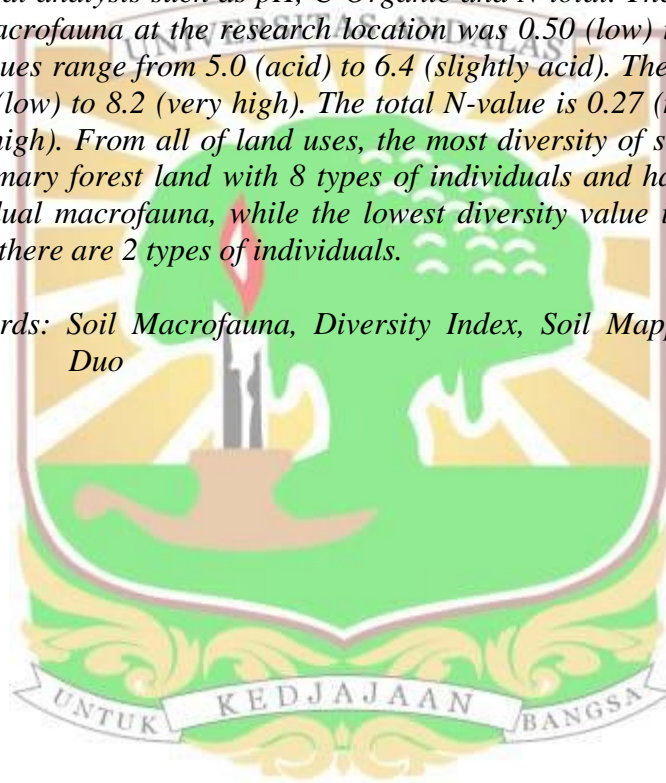 al analysis such as pH, C-Organic and N-total. The
UNIVERSITAS ANDALAS
acrofauna at the research location was 0.50 (low) t
ues range from 5.0 (acid) to 6.4 (slightly acid). The
(low) to 8.2 (very high). The total N-value is 0.27 (
high). From all of land uses, the most diversity of s
mary forest land with 8 types of individuals and ha
dual macrofauna, while the lowest diversity value i
there are 2 types of individuals.
rds: Soil Macrofauna, Diversity Index, Soil Mapp
Duo
UNTUK KEDJAJAAN BANGSA